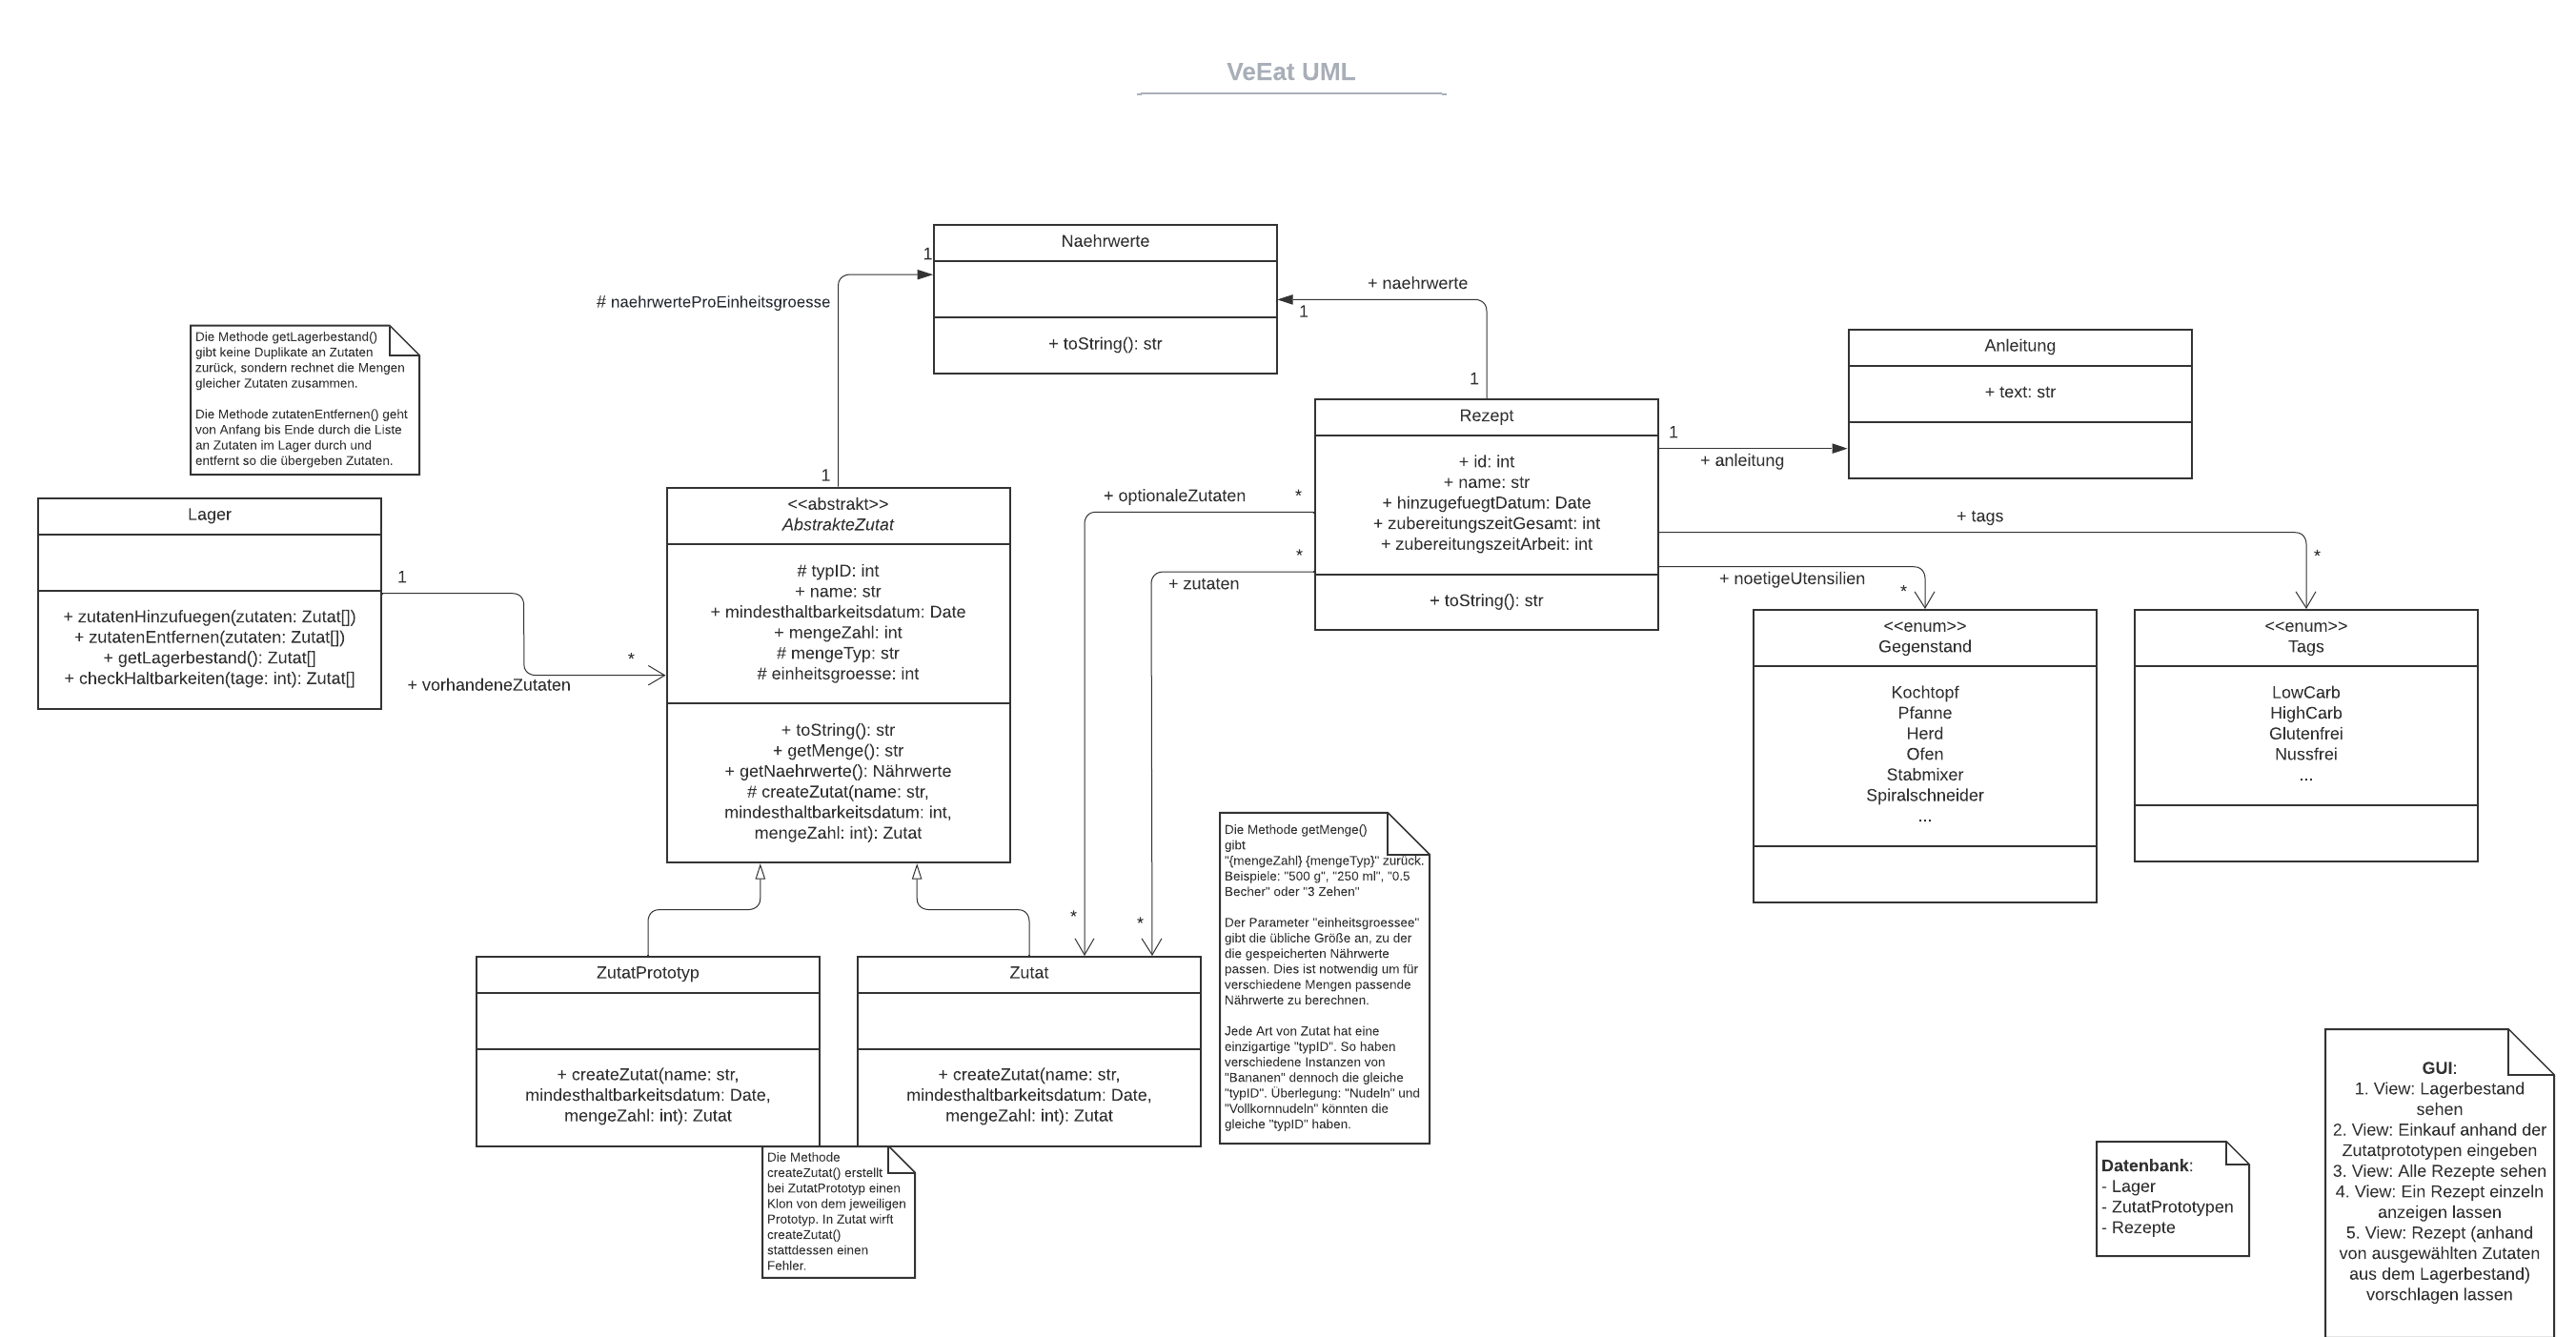 VeEat UML
Naehrwerte
+ toString(): str
1
# naehrwerteProEinheitsgroesse
1
+ naehrwerte
1
1
Die Methode getLagerbestand()
gibt keine Duplikate an Zutaten
zurück, sondern rechnet die Mengen
gleicher Zutaten zusammen.
Die Methode zutatenEntfernen() geht
von Anfang bis Ende durch die Liste
an Zutaten im Lager durch und
entfernt so die übergeben Zutaten.
Anleitung
+ text: str
Rezept
+ id: int
+ name: str
+ hinzugefuegtDatum: Date
+ zubereitungszeitGesamt: int
+ zubereitungszeitArbeit: int
+ toString(): str
1
+ anleitung
+ optionaleZutaten
*
*
+ zutaten
+ tags
*
+ noetigeUtensilien
*
Lager
+ zutatenHinzufuegen(zutaten: Zutat[])
+ zutatenEntfernen(zutaten: Zutat[])
+ getLagerbestand(): Zutat[]
+ checkHaltbarkeiten(tage: int): Zutat[]
1
*
+ vorhandeneZutaten
<<abstrakt>>
AbstrakteZutat
# typID: int
+ name: str
+ mindesthaltbarkeitsdatum: Date
+ mengeZahl: int
# mengeTyp: str
# einheitsgroesse: int
+ toString(): str
+ getMenge(): str
+ getNaehrwerte(): Nährwerte
# createZutat(name: str,
mindesthaltbarkeitsdatum: int,
mengeZahl: int): Zutat
<<enum>>
Gegenstand
Kochtopf
Pfanne
Herd
Ofen
Stabmixer
Spiralschneider
...
<<enum>>
Tags
LowCarb
HighCarb
Glutenfrei
Nussfrei
...
*
*
ZutatPrototyp
+ createZutat(name: str,
mindesthaltbarkeitsdatum: Date,
mengeZahl: int): Zutat
Zutat
+ createZutat(name: str,
mindesthaltbarkeitsdatum: Date,
mengeZahl: int): Zutat
Die Methode getMenge()
gibt
"{mengeZahl} {mengeTyp}" zurück.
Beispiele: "500 g", "250 ml", "0.5
Becher" oder "3 Zehen"
Der Parameter "einheitsgroessee"
gibt die übliche Größe an, zu der
die gespeicherten Nährwerte
passen. Dies ist notwendig um für
verschiedene Mengen passende
Nährwerte zu berechnen.
Jede Art von Zutat hat eine
einzigartige "typID". So haben
verschiedene Instanzen von
"Bananen" dennoch die gleiche
"typID". Überlegung: "Nudeln" und
"Vollkornnudeln" könnten die
gleiche "typID" haben.
Die Methode
createZutat() erstellt
bei ZutatPrototyp einen
Klon von dem jeweiligen
Prototyp. In Zutat wirft
createZutat()
stattdessen einen
Fehler.
Datenbank:
- Lager
- ZutatPrototypen
- Rezepte
GUI:
1. View: Lagerbestand
sehen
2. View: Einkauf anhand der
Zutatprototypen eingeben
3. View: Alle Rezepte sehen
4. View: Ein Rezept einzeln
anzeigen lassen
5. View: Rezept (anhand
von ausgewählten Zutaten
aus dem Lagerbestand)
vorschlagen lassen